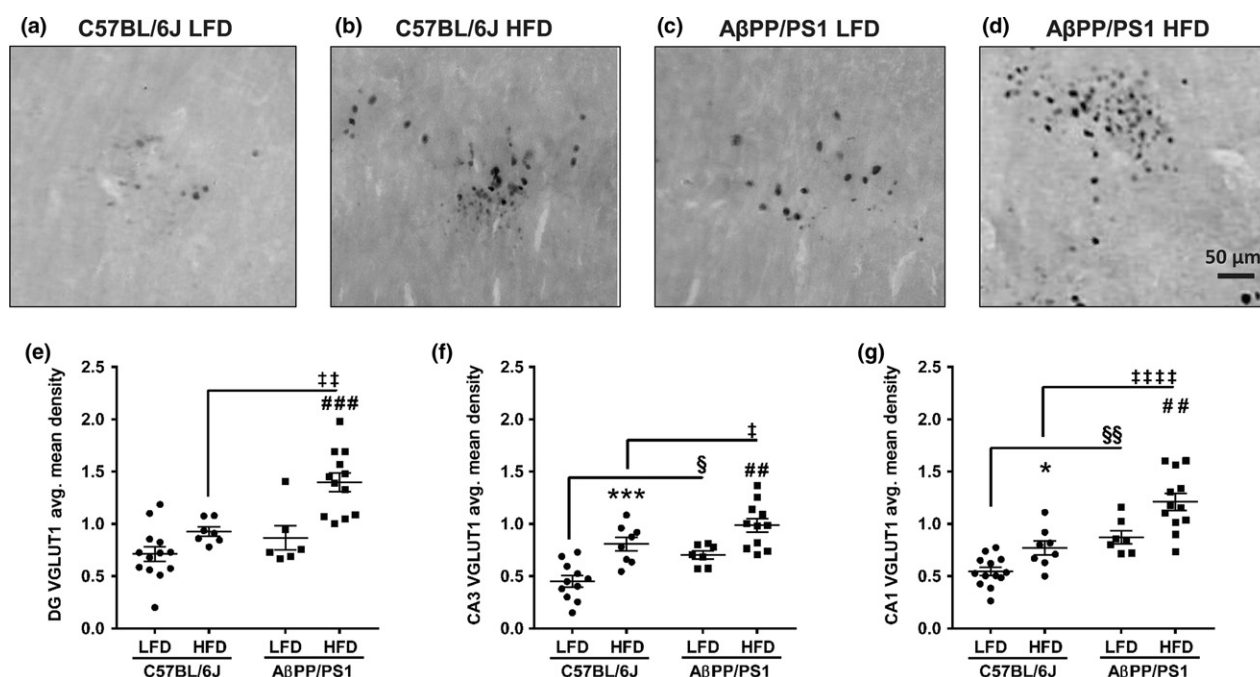 (a) C57BL/6J LFD (b) C57BL/6J HFD (c) AβPP/PS1 LFD (d) AβPP/PS1 HFD
50 µm
(e)
DG VGLUT1 avg. mean density
2.5
2.0
1.5
1.0
0.5
0.0
‡‡
###
LFD HFD LFD HFD
C57BL/6J AβPP/PS1
(f)
CA3 VGLUT1 avg. mean density
2.5
2.0
1.5
1.0
0.5
0.0
‡
§ ##
***
LFD HFD LFD HFD
C57BL/6J AβPP/PS1
(g)
CA1 VGLUT1 avg. mean density
2.5
2.0
1.5
1.0
0.5
0.0
‡‡‡‡
##
§§
*
LFD HFD LFD HFD
C57BL/6J AβPP/PS1